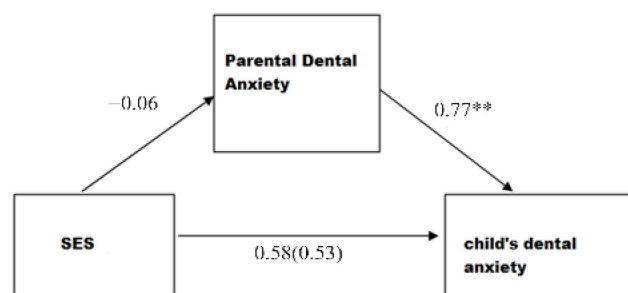 Parental Dental
Anxiety
−0.06
0.77**
SES
0.58(0.53)
child's dental
anxiety